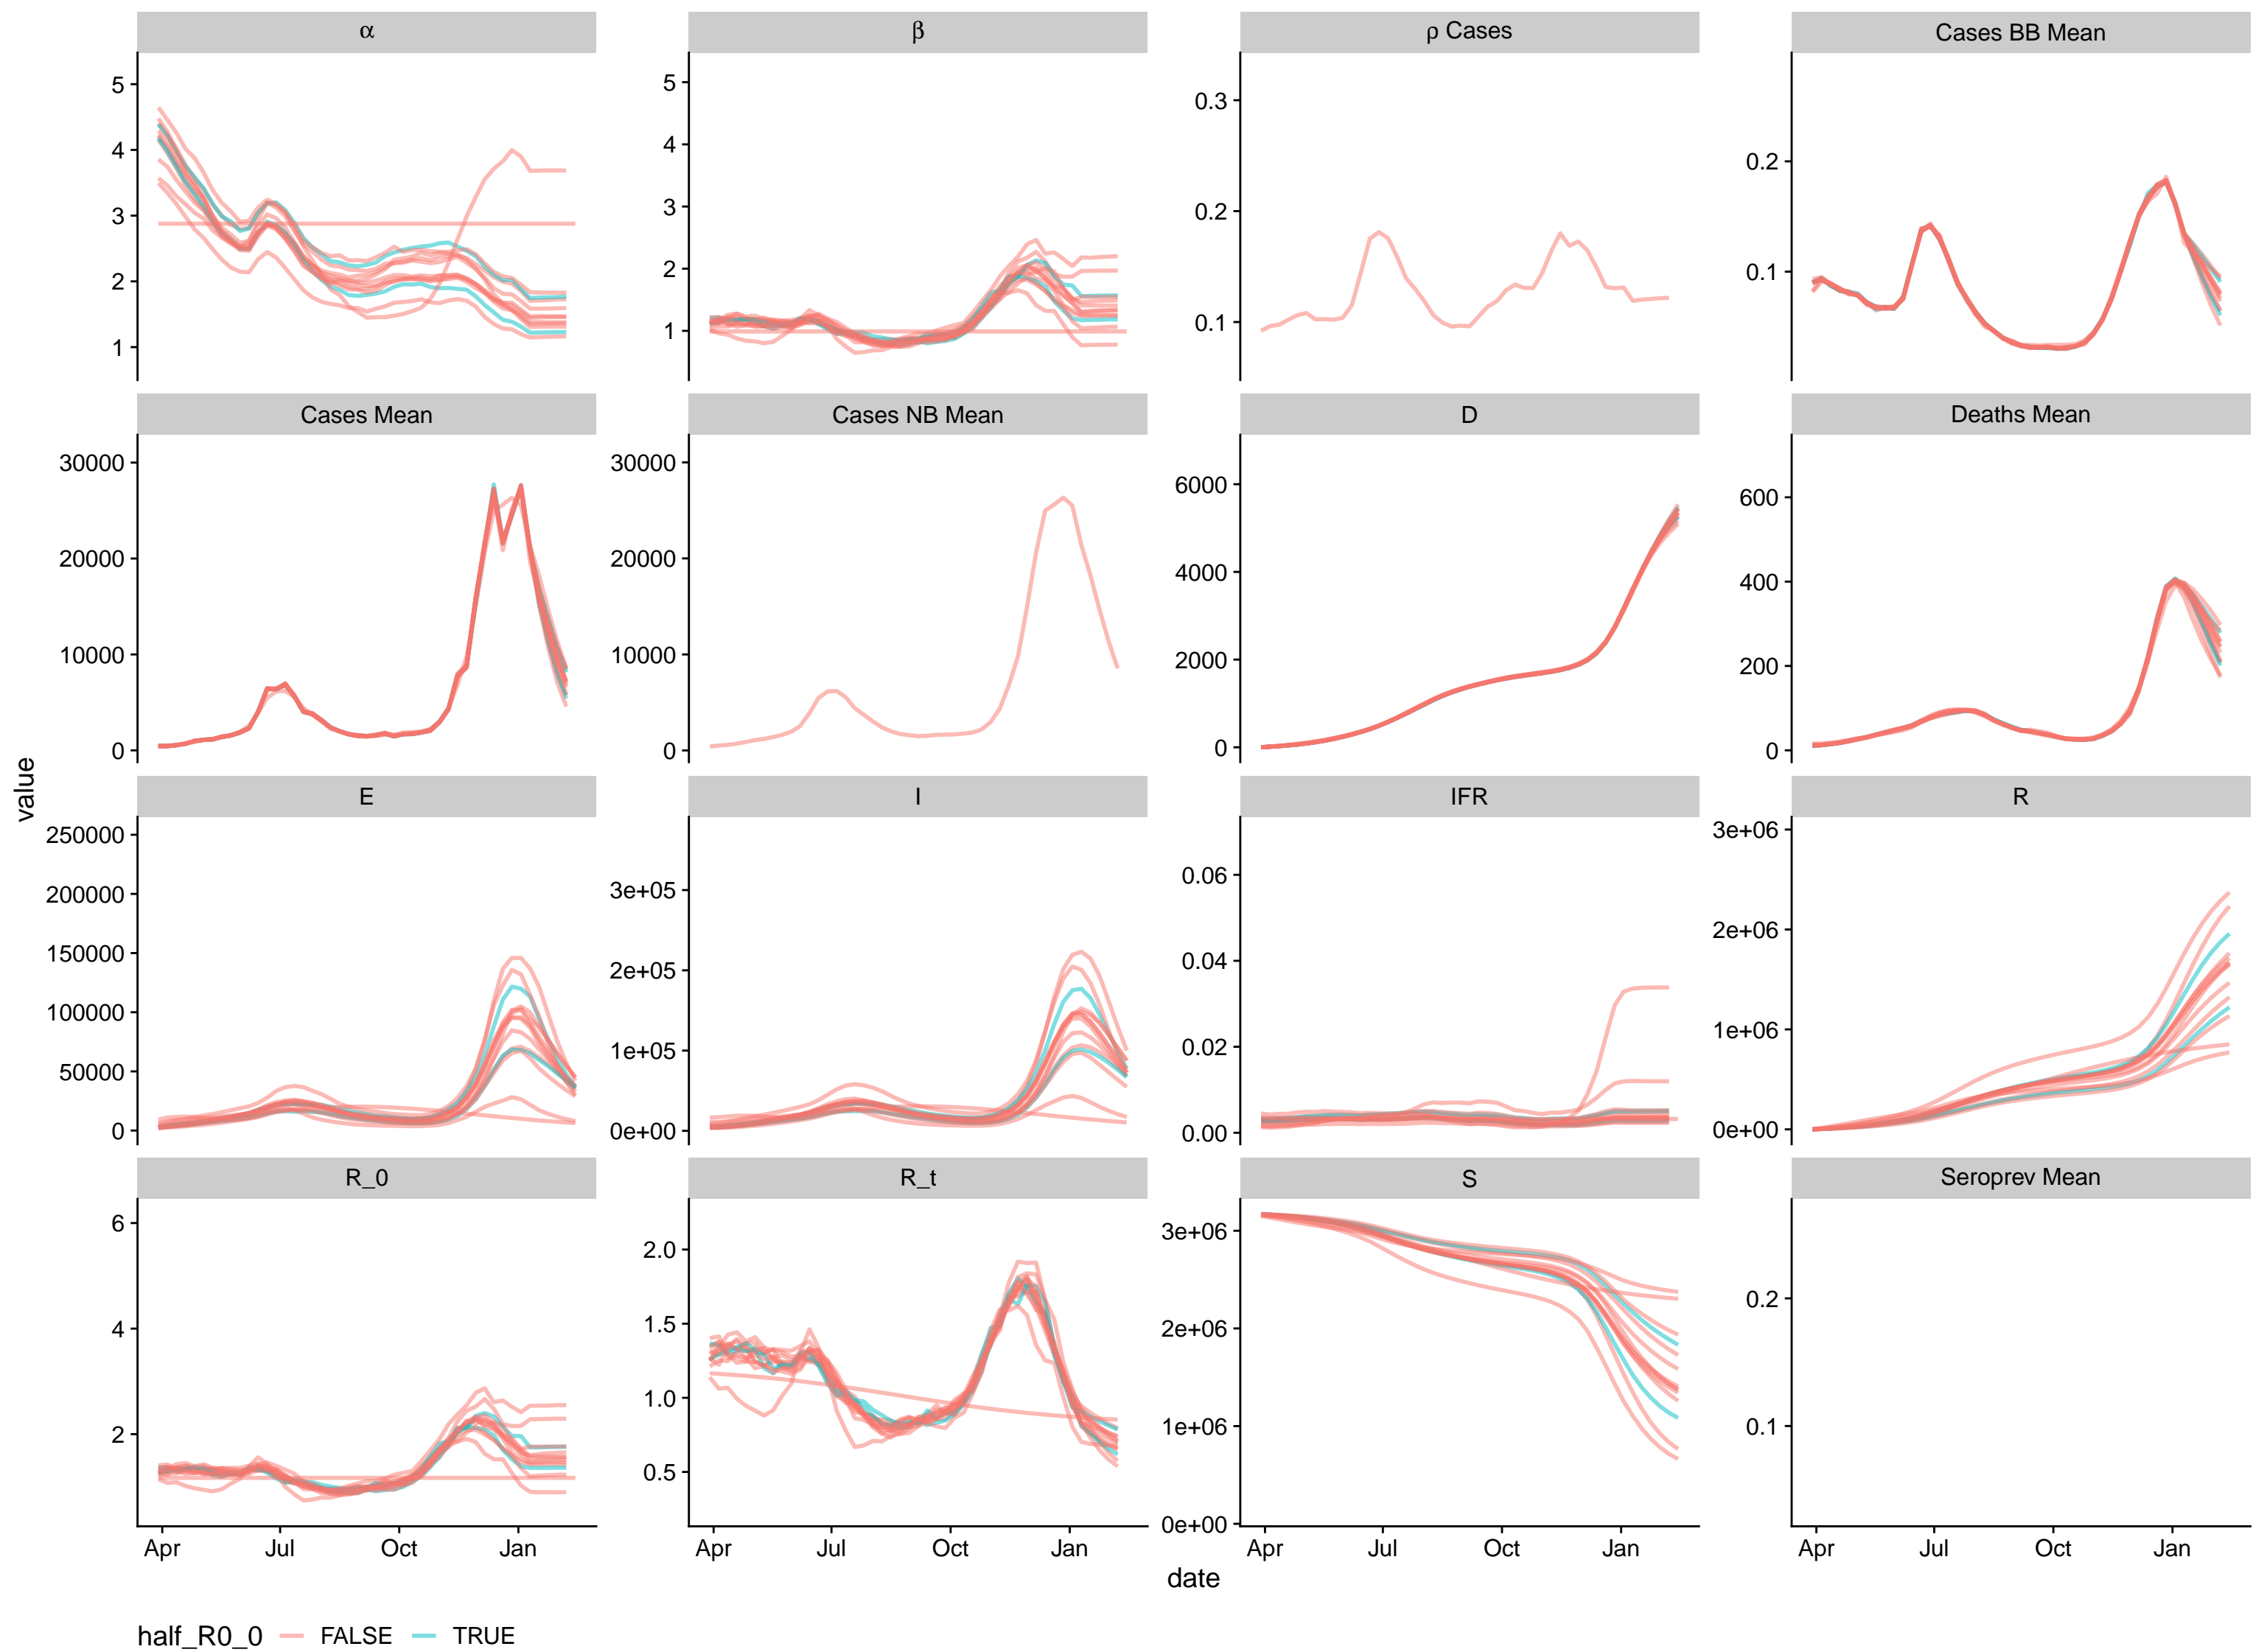 α β ρ Cases Cases BB Mean
5
4
3
2
1
5
4
3
2
1
0.3
0.2
0.1
0.2
0.1
Cases Mean Cases NB Mean D Deaths Mean
30000
20000
10000
0
30000
20000
10000
0
6000
4000
2000
0
600
400
200
0
value
E I IFR R
250000
200000
150000
100000
50000
0
3e+05
2e+05
1e+05
0e+00
0.06
0.04
0.02
0.00
3e+06
2e+06
1e+06
0e+00
R_0 R_t S Seroprev Mean
6
4
2
2.0
1.5
1.0
0.5
3e+06
2e+06
1e+06
0e+00
0.2
0.1
Apr Jul Oct Jan Apr Jul Oct Jan Apr Jul Oct Jan Apr Jul Oct Jan
date
half_R0_0 FALSE TRUE